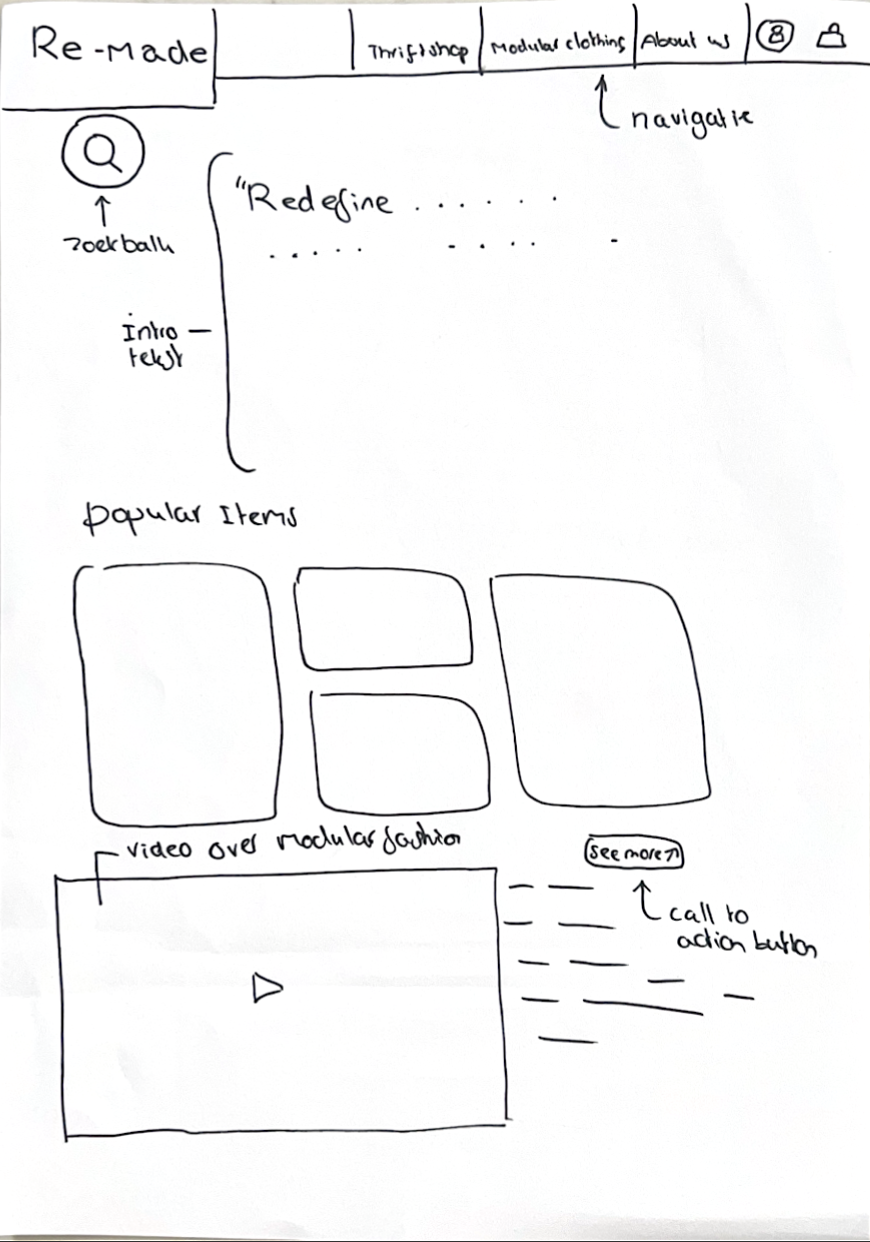 Re-Made
Thriftshop
Modular clothing
About us
navigatie
zoekbalk
"Redefine . . . . . .
. . . . . - . . . -
Intro
tekst
popular Items
video over modular fashion
see more↗
call to
action button